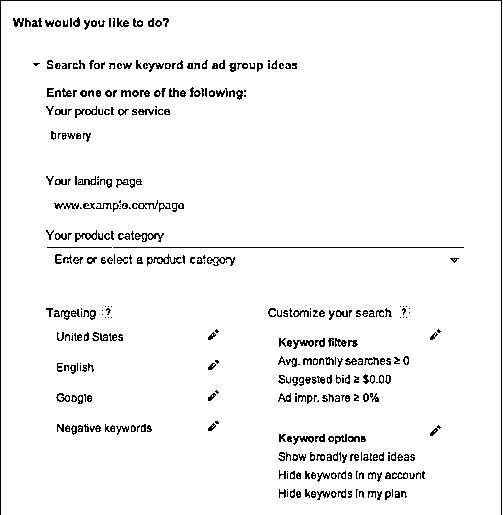 What would you like to do?
Search for new keyword and ad group ideas
Enter one or more of the following:
Your product or service
brewery
Your landing page
www.example.com/page
Your product category
Enter or select a product category
Targeting ?
United States
English
Google
Negative keywords
Customize your search ?
Keyword filters
Avg. monthly searches ≥ 0
Suggested bid ≥ $0.00
Ad impr. share ≥ 0%
Keyword options
Show broadly related ideas
Hide keywords in my account
Hide keywords in my plan